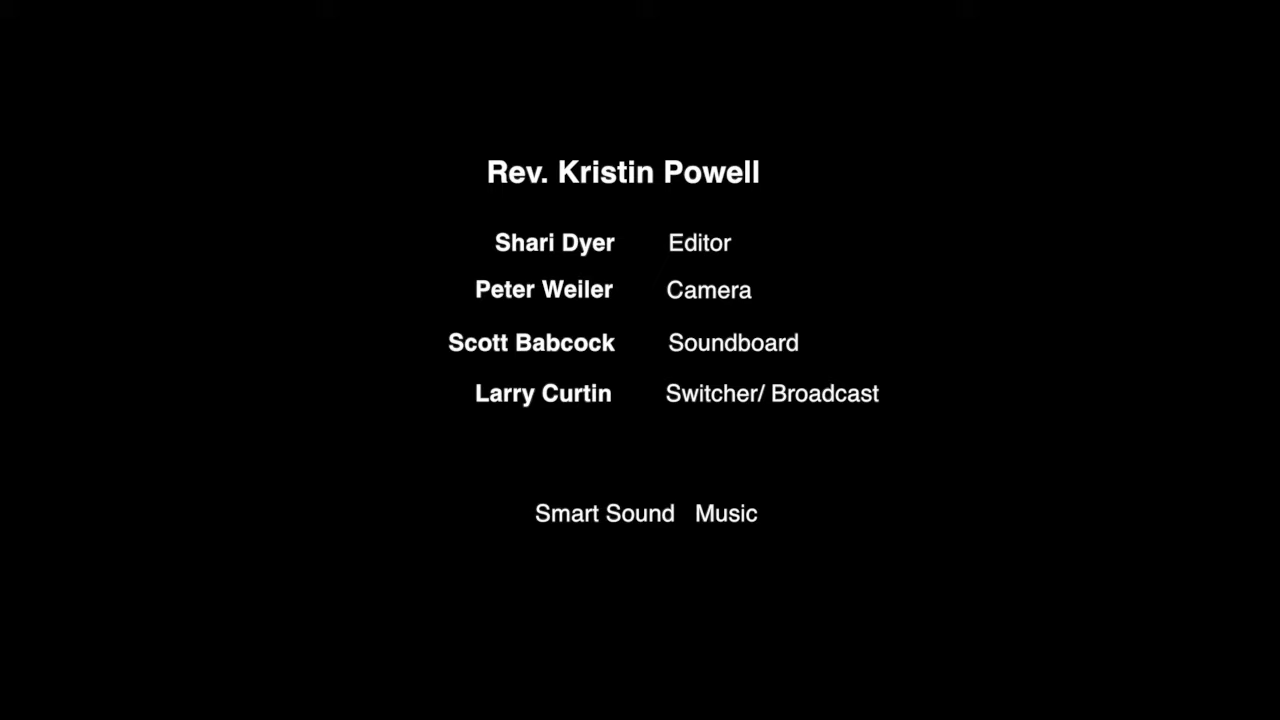 Rev. Kristin Powell
Shari Dyer Editor
Peter Weiler Camera
Scott Babcock Soundboard
Larry Curtin Switcher/ Broadcast
Smart Sound Music